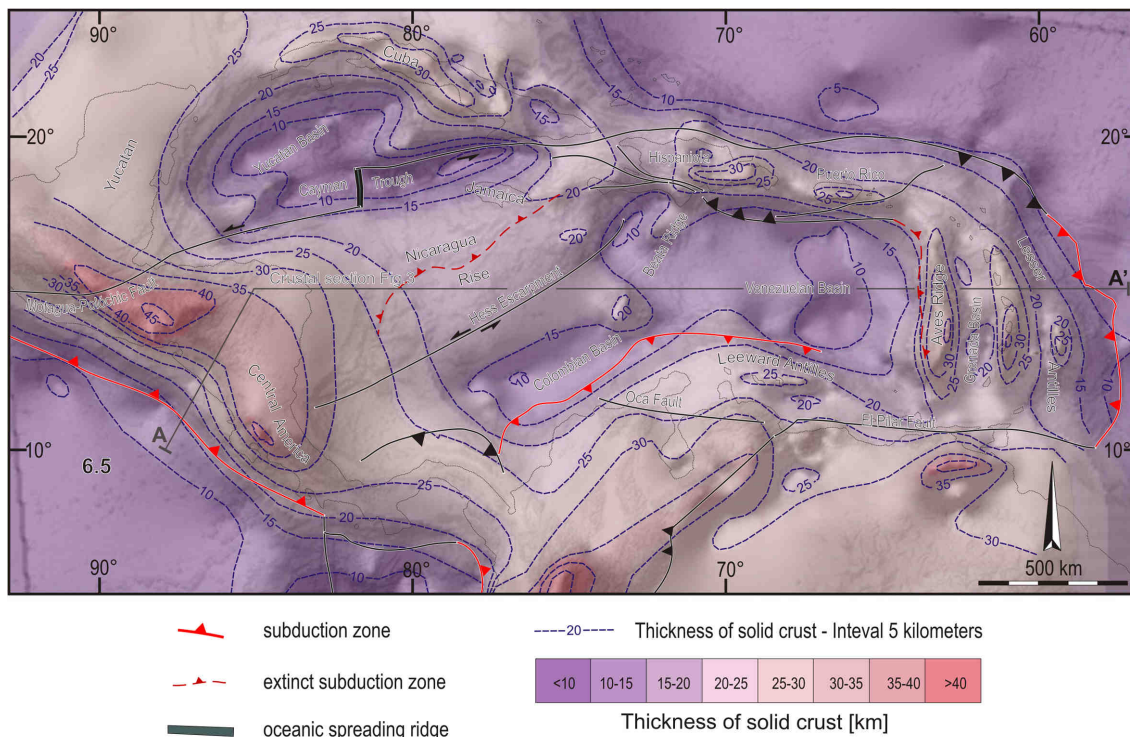 90°
80°
70°
60°
20°
20°
10°
10°
90°
80°
70°
60°
Cuba
Yucatan
Yucatan Basin
Cayman Trough
Jamaica
Hispaniola
Puerto Rico
Nicaragua
Rise
Crustal section Fig. 3
Hess Escarpment
Beata Ridge
Venezuelan Basin
Aves Ridge
Grenada Basin
Lesser
Antilles
A'
Motagua-Polochic Fault
Colombian Basin
Leeward Antilles
Central
America
Oca Fault
El Pilar Fault
A
6.5
500 km
subduction zone
extinct subduction zone
oceanic spreading ridge
20
Thickness of solid crust - Inteval 5 kilometers
<10
10-15
15-20
20-25
25-30
30-35
35-40
>40
Thickness of solid crust [km]